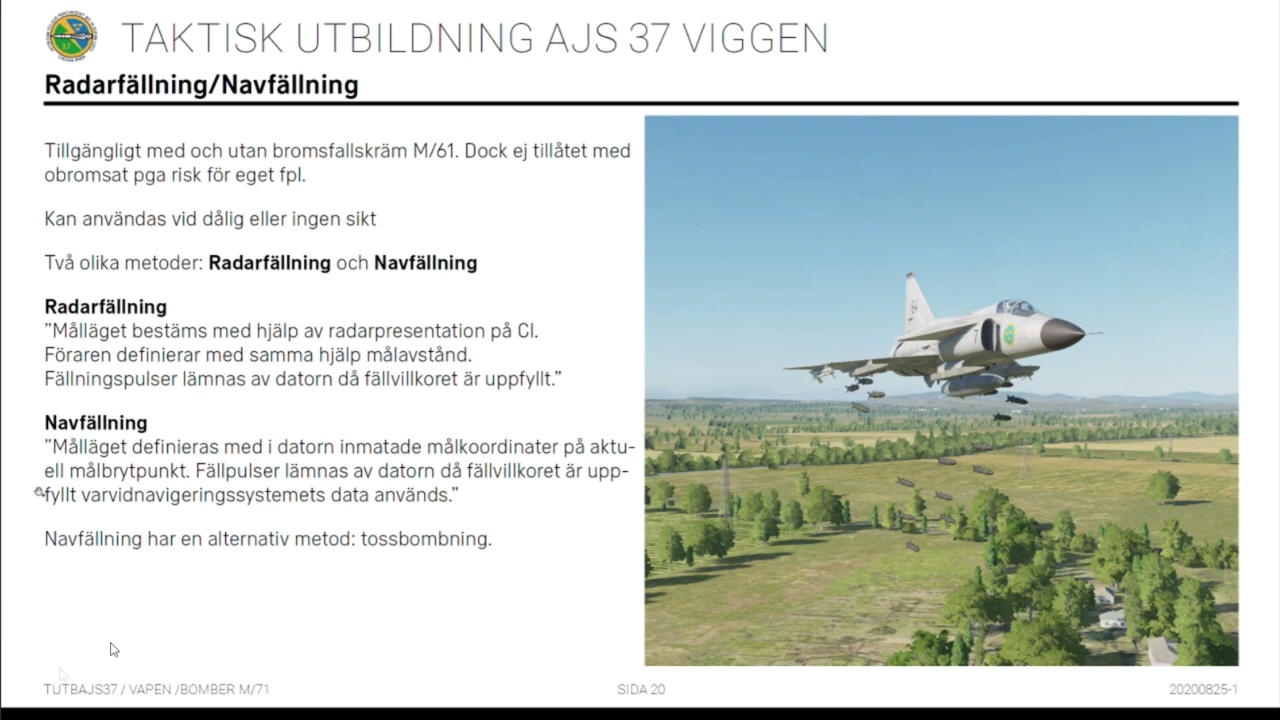 TAKTISK UTBILDNING AJS 37 VIGGEN
Radarfällning/Navfällning
Tillgängligt med och utan bromsfallskräm M/61. Dock ej tillåtet med
obromsat pga risk för eget fpl.
Kan användas vid dålig eller ingen sikt
Två olika metoder: Radarfällning och Navfällning
Radarfällning
”Målläget bestäms med hjälp av radarpresentation på CI.
Föraren definierar med samma hjälp målavstånd.
Fällningspulser lämnas av datorn då fällvillkoret är uppfyllt.”
Navfällning
”Målläget definieras med i datorn inmatade målkoordinater på aktu-
ell målbrytpunkt. Fällpulser lämnas av datorn då fällvillkoret är upp-
fyllt varvidnavigeringssystemets data används.”
Navfällning har en alternativ metod: tossbombning.
TUTBAJS37 / VAPEN /BOMBER M/71
SIDA 20
20200825-1
37